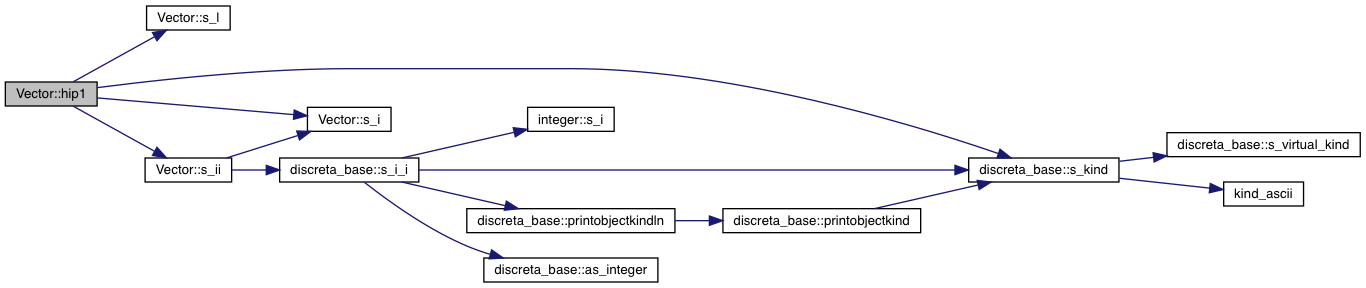 Vector::hip1
Vector::s_l
Vector::s_i
Vector::s_ii
discreta_base::s_i_i
integer::s_i
discreta_base::printobjectkindln
discreta_base::as_integer
discreta_base::printobjectkind
discreta_base::s_kind
discreta_base::s_virtual_kind
kind_ascii